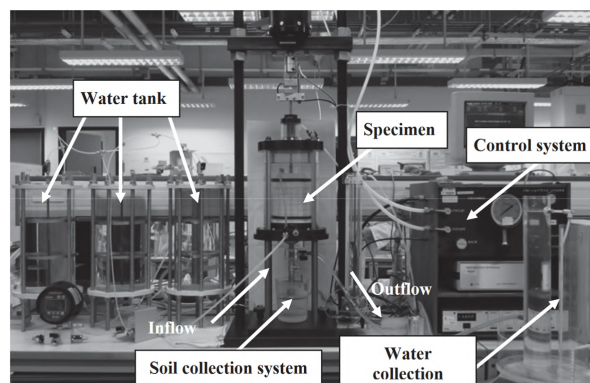 Water tank
Specimen
Control system
Inflow
Outflow
Soil collection system
Water
collection